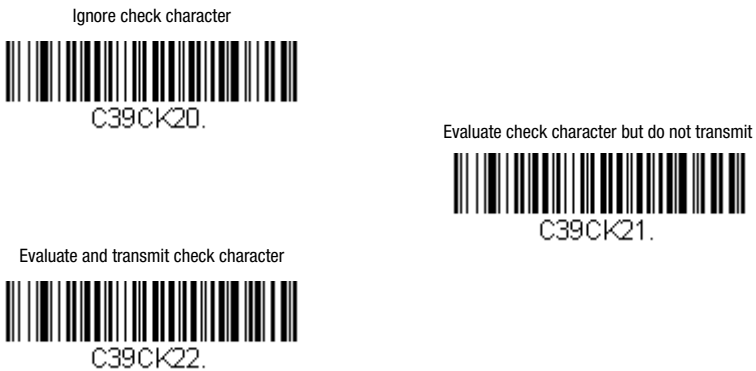 Ignore check character
C39CK20.
Evaluate check character but do not transmit
C39CK21.
Evaluate and transmit check character
C39CK22.